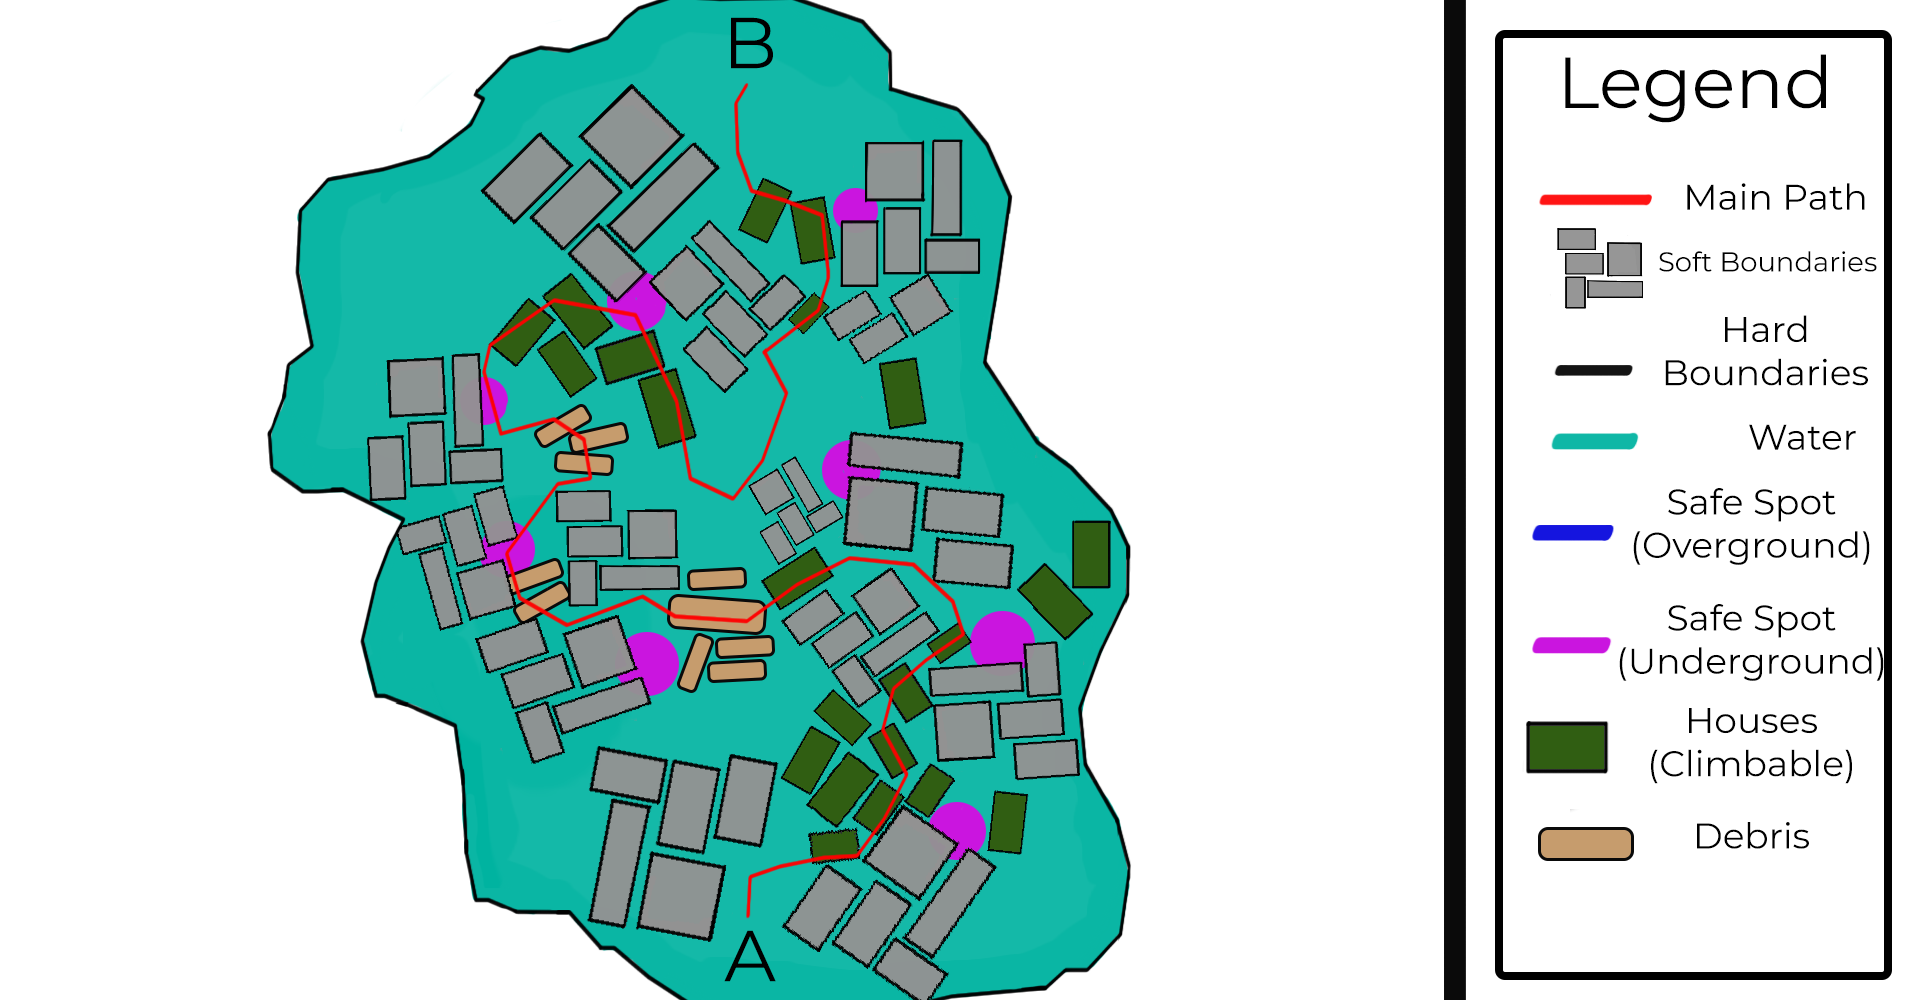 B
A
Legend
Main Path
Soft Boundaries
Hard
Boundaries
Water
Safe Spot
(Overground)
Safe Spot
(Underground)
Houses
(Climbable)
Debris